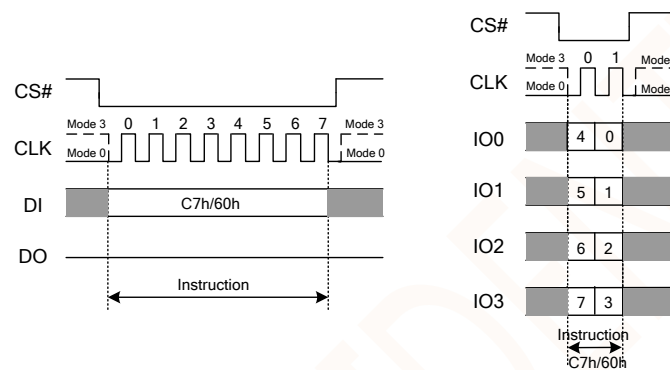 CS#
Mode 3 0 1 2 3 4 5 6 7 Mode 3
CLK
Mode 0 Mode 0
DI C7h/60h
DO
Instruction
CS#
Mode 3 0 1 Mode
CLK
Mode 0 Mode
IO0 4 0
IO1 5 1
IO2 6 2
IO3 7 3
Instruction
C7h/60h